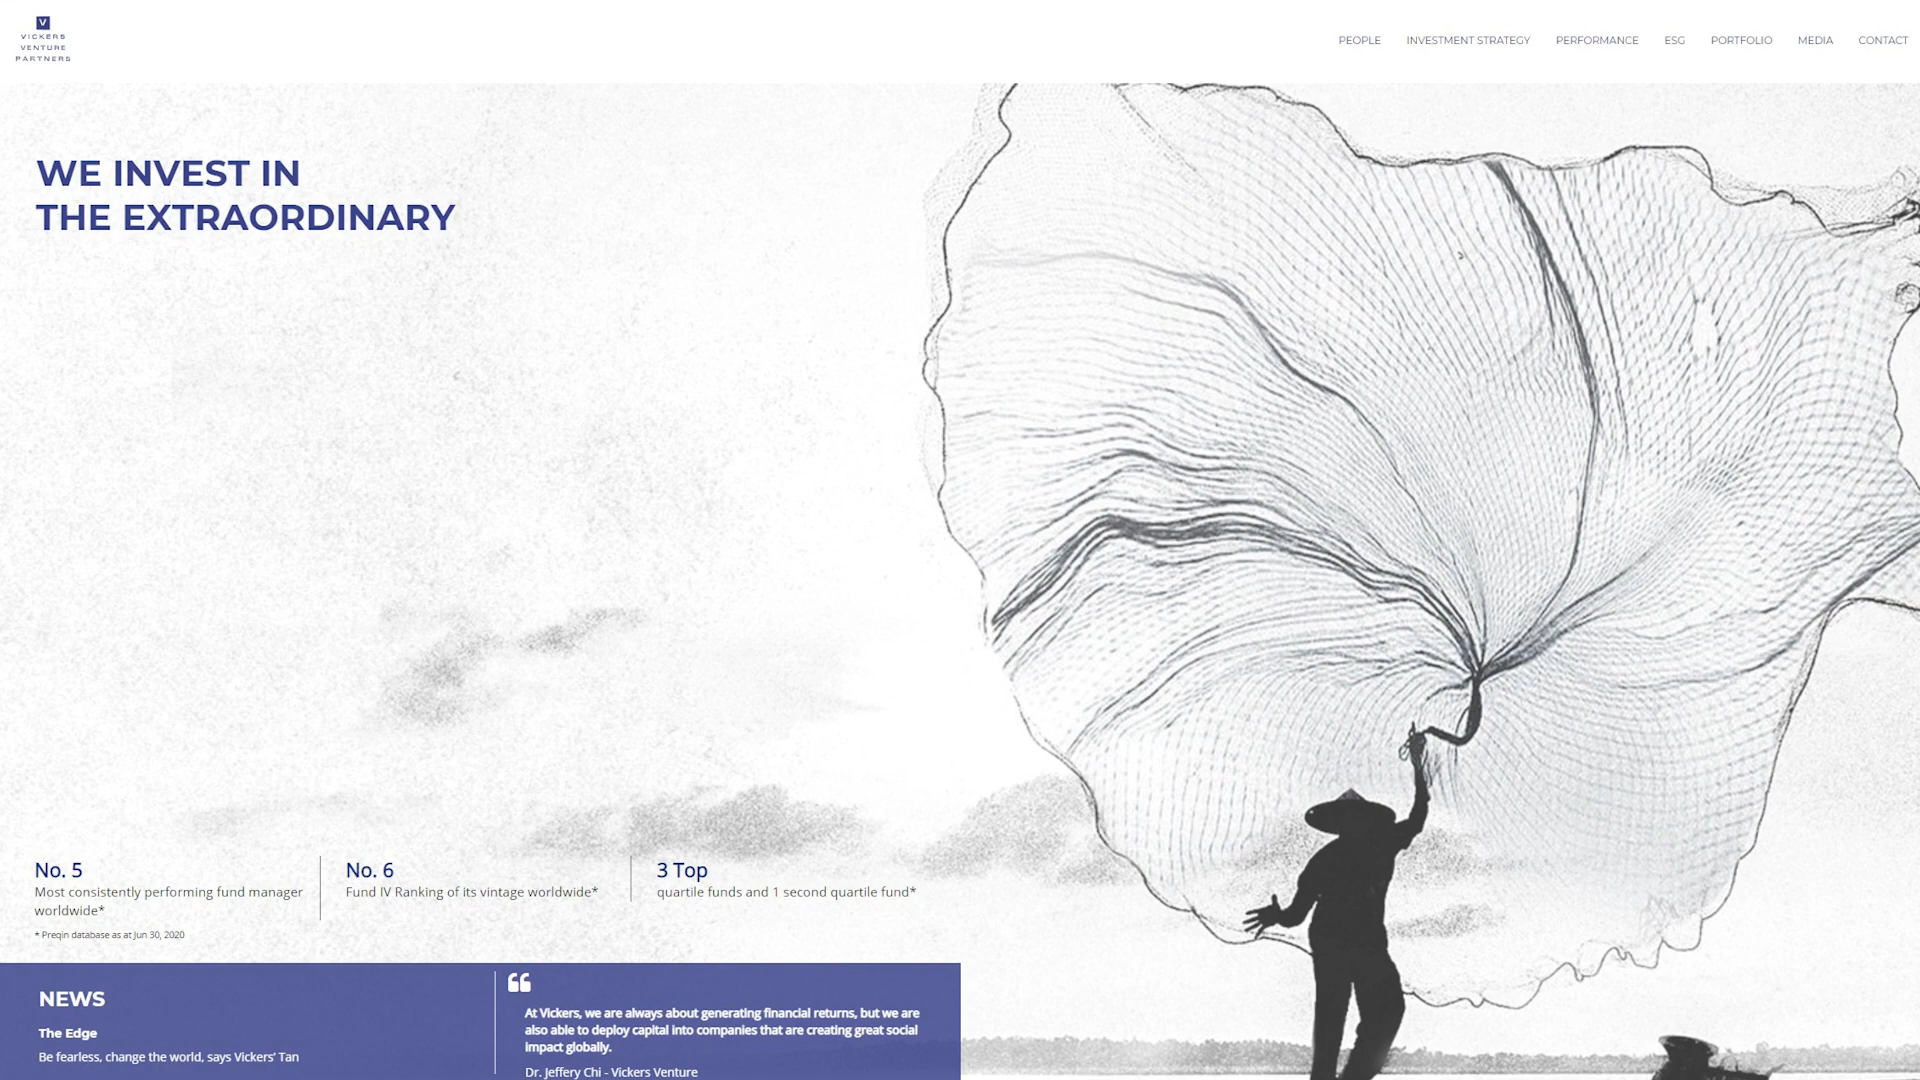 V
VICKERS
VENTURE
PARTNERS
PEOPLE INVESTMENT STRATEGY PERFORMANCE ESG PORTFOLIO MEDIA CONTACT
WE INVEST IN
THE EXTRAORDINARY
No. 5
Most consistently performing fund manager
worldwide*
* Preqin database as at Jun 30, 2020
No. 6
Fund IV Ranking of its vintage worldwide*
3 Top
quartile funds and 1 second quartile fund*
NEWS
The Edge
Be fearless, change the world, says Vickers’ Tan
“
At Vickers, we are always about generating financial returns, but we are
also able to deploy capital into companies that are creating great social
impact globally.
Dr. Jeffery Chi - Vickers Venture